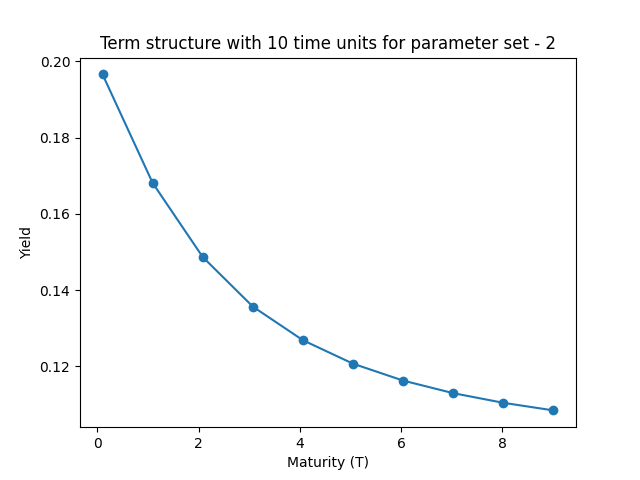 Term structure with 10 time units for parameter set - 2
0.20
0.18
0.16
0.14
0.12
Yield
0 2 4 6 8
Maturity (T)